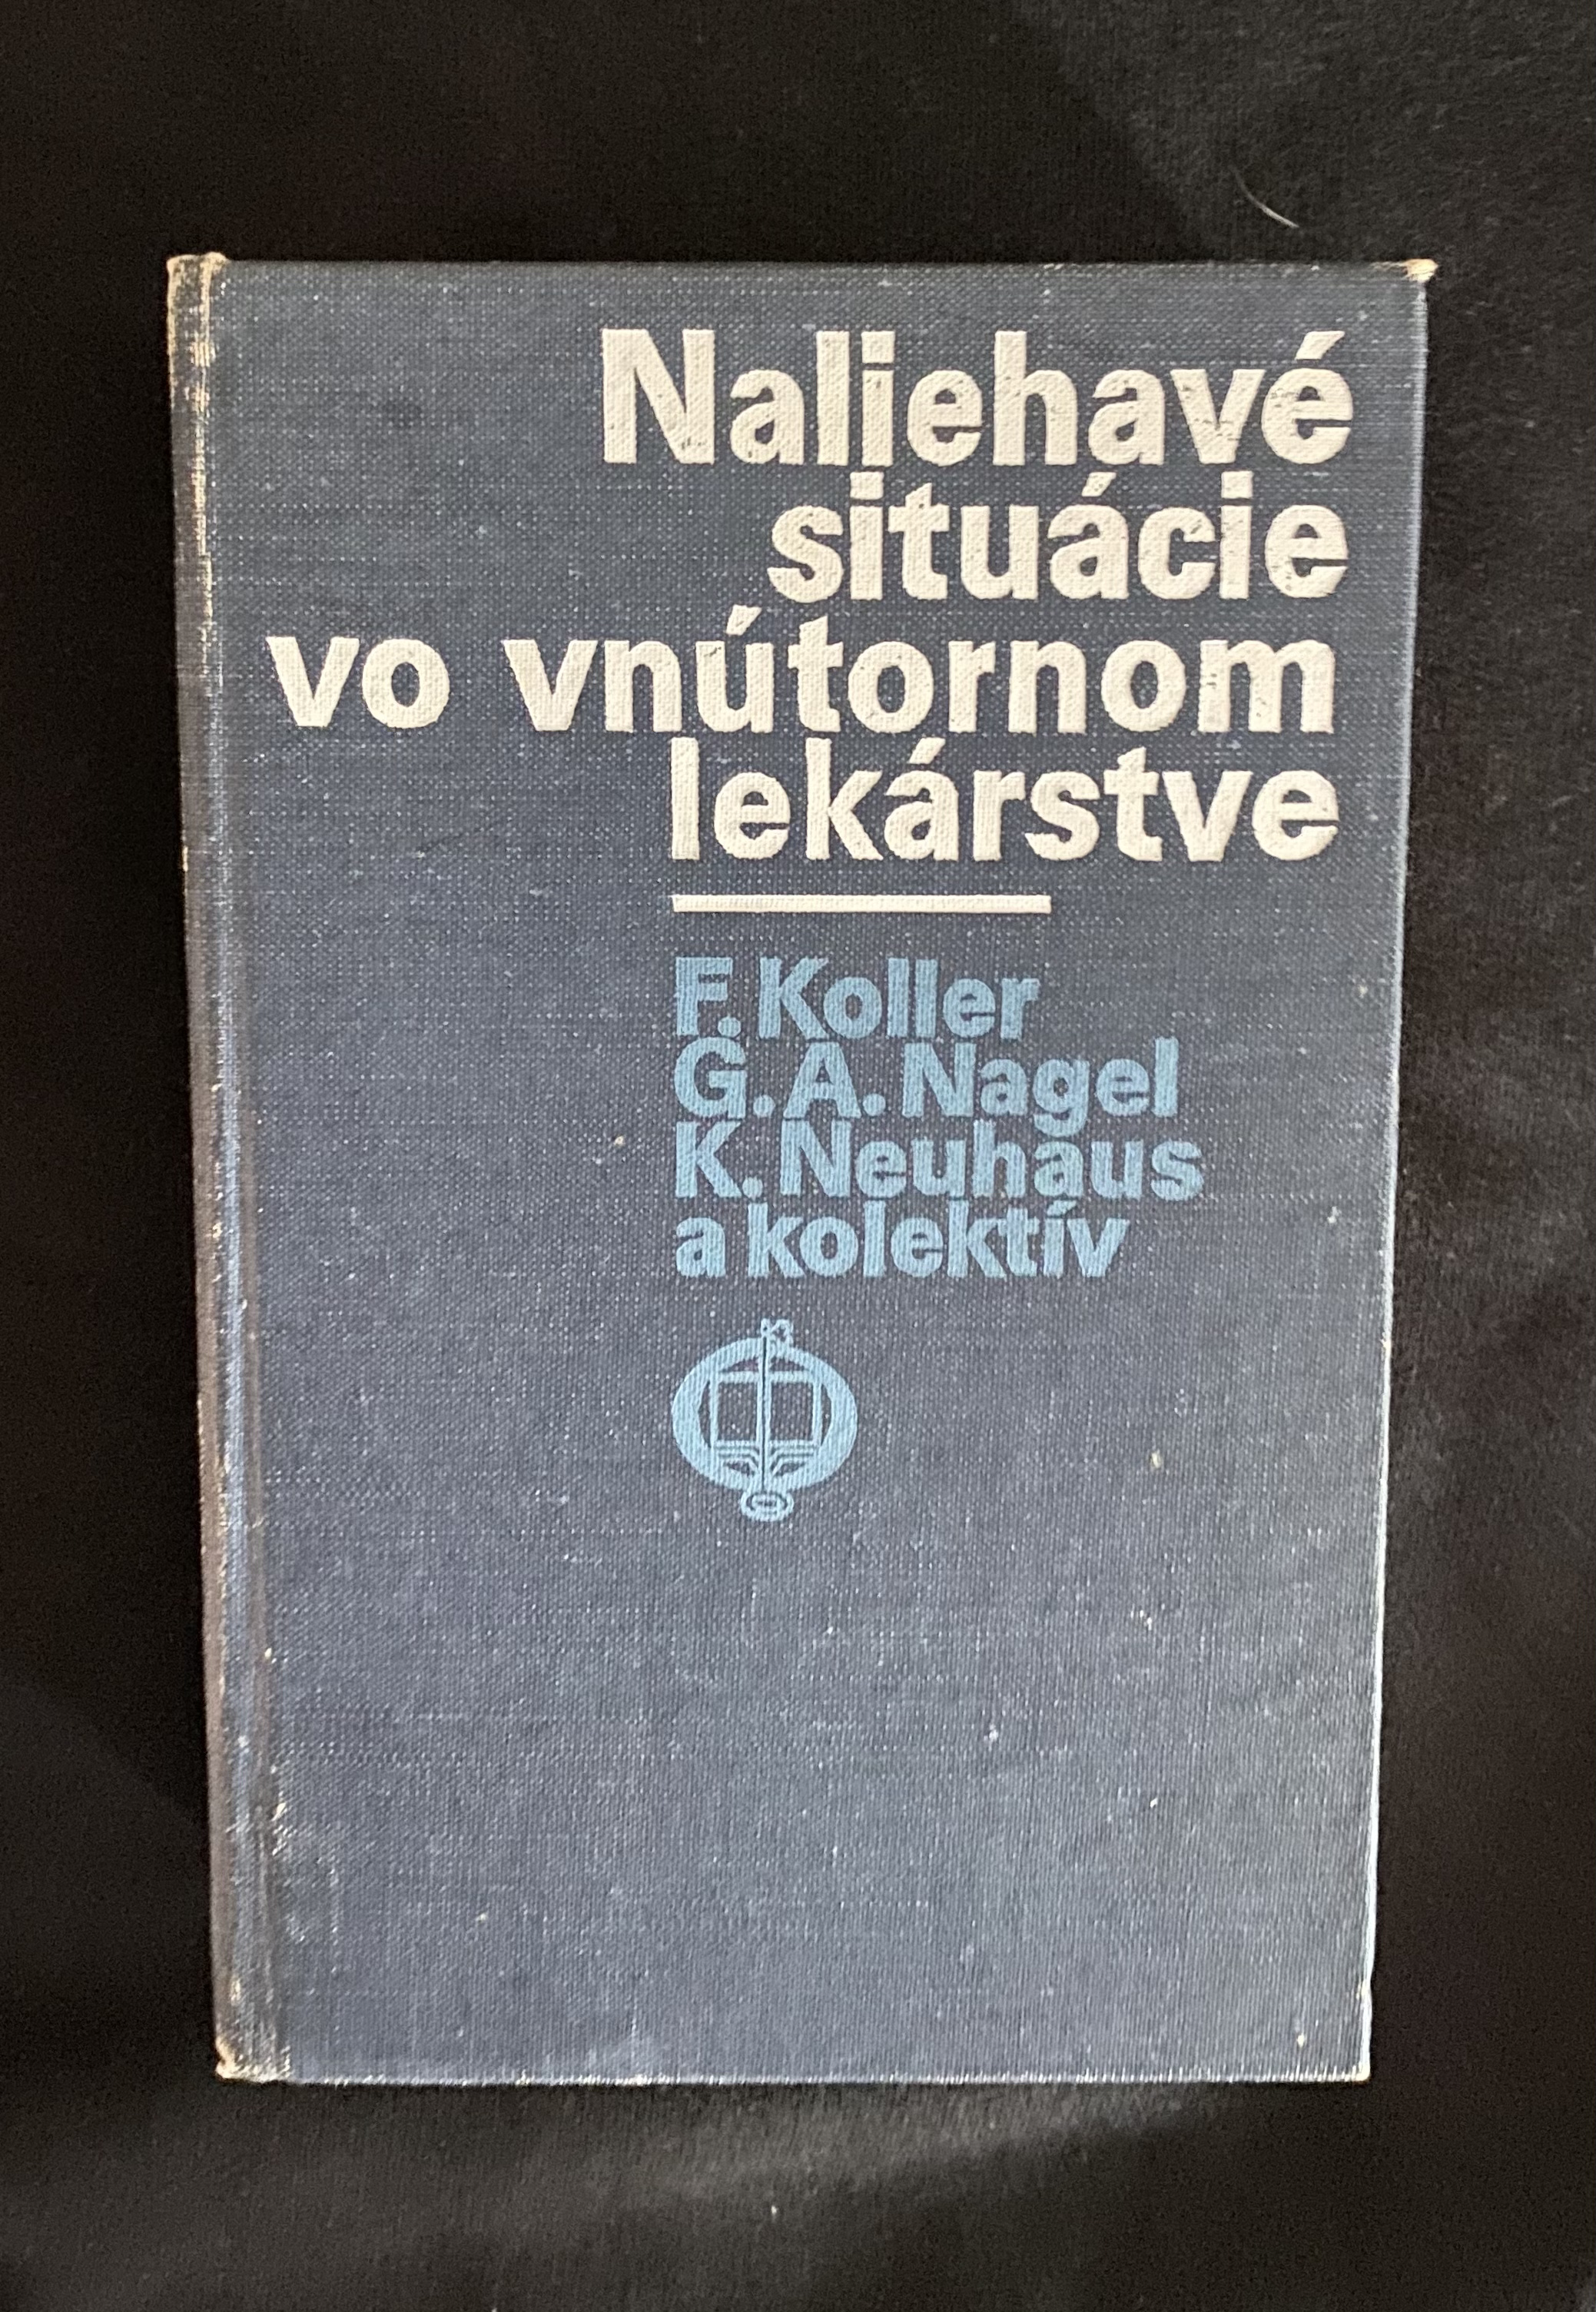 Naliehavé
situácie
vo vnútornom
lekárstve
F. Koller
G. A. Nagel
K. Neuhaus
a kolektív